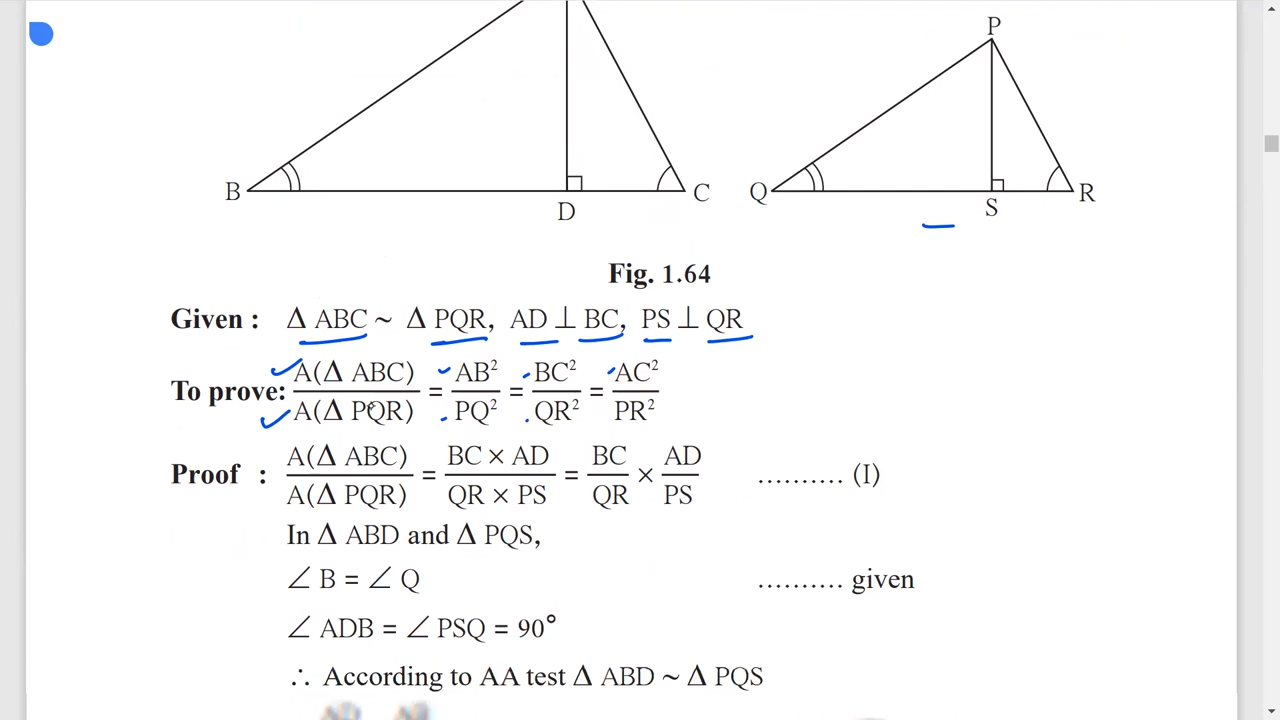 P
B
D
C
Q
S
R
Fig. 1.64
Given : Δ ABC ~ Δ PQR, AD ⊥ BC, PS ⊥ QR
To prove: A(Δ ABC) / A(Δ PQR) = AB² / PQ² = BC² / QR² = AC² / PR²
Proof : A(Δ ABC) / A(Δ PQR) = BC × AD / QR × PS = BC / QR × AD / PS .......... (I)
In Δ ABD and Δ PQS,
∠ B = ∠ Q .......... given
∠ ADB = ∠ PSQ = 90°
∴ According to AA test Δ ABD ~ Δ PQS